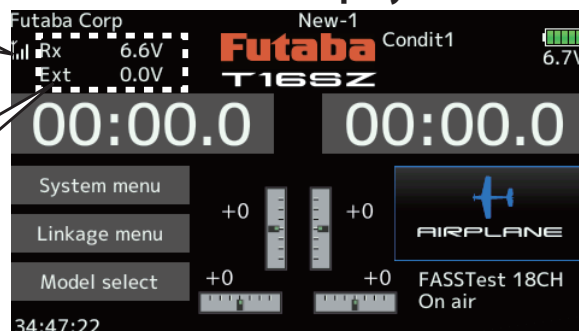 Futaba Corp
New-1
Rx 6.6V
Ext 0.0V
Futaba
T16SZ
Condit1
6.7V
00:00.0
00:00.0
System menu
Linkage menu
Model select
+0
+0
+0
+0
AIRPLANE
FASSTest 18CH
On air
34:47:22